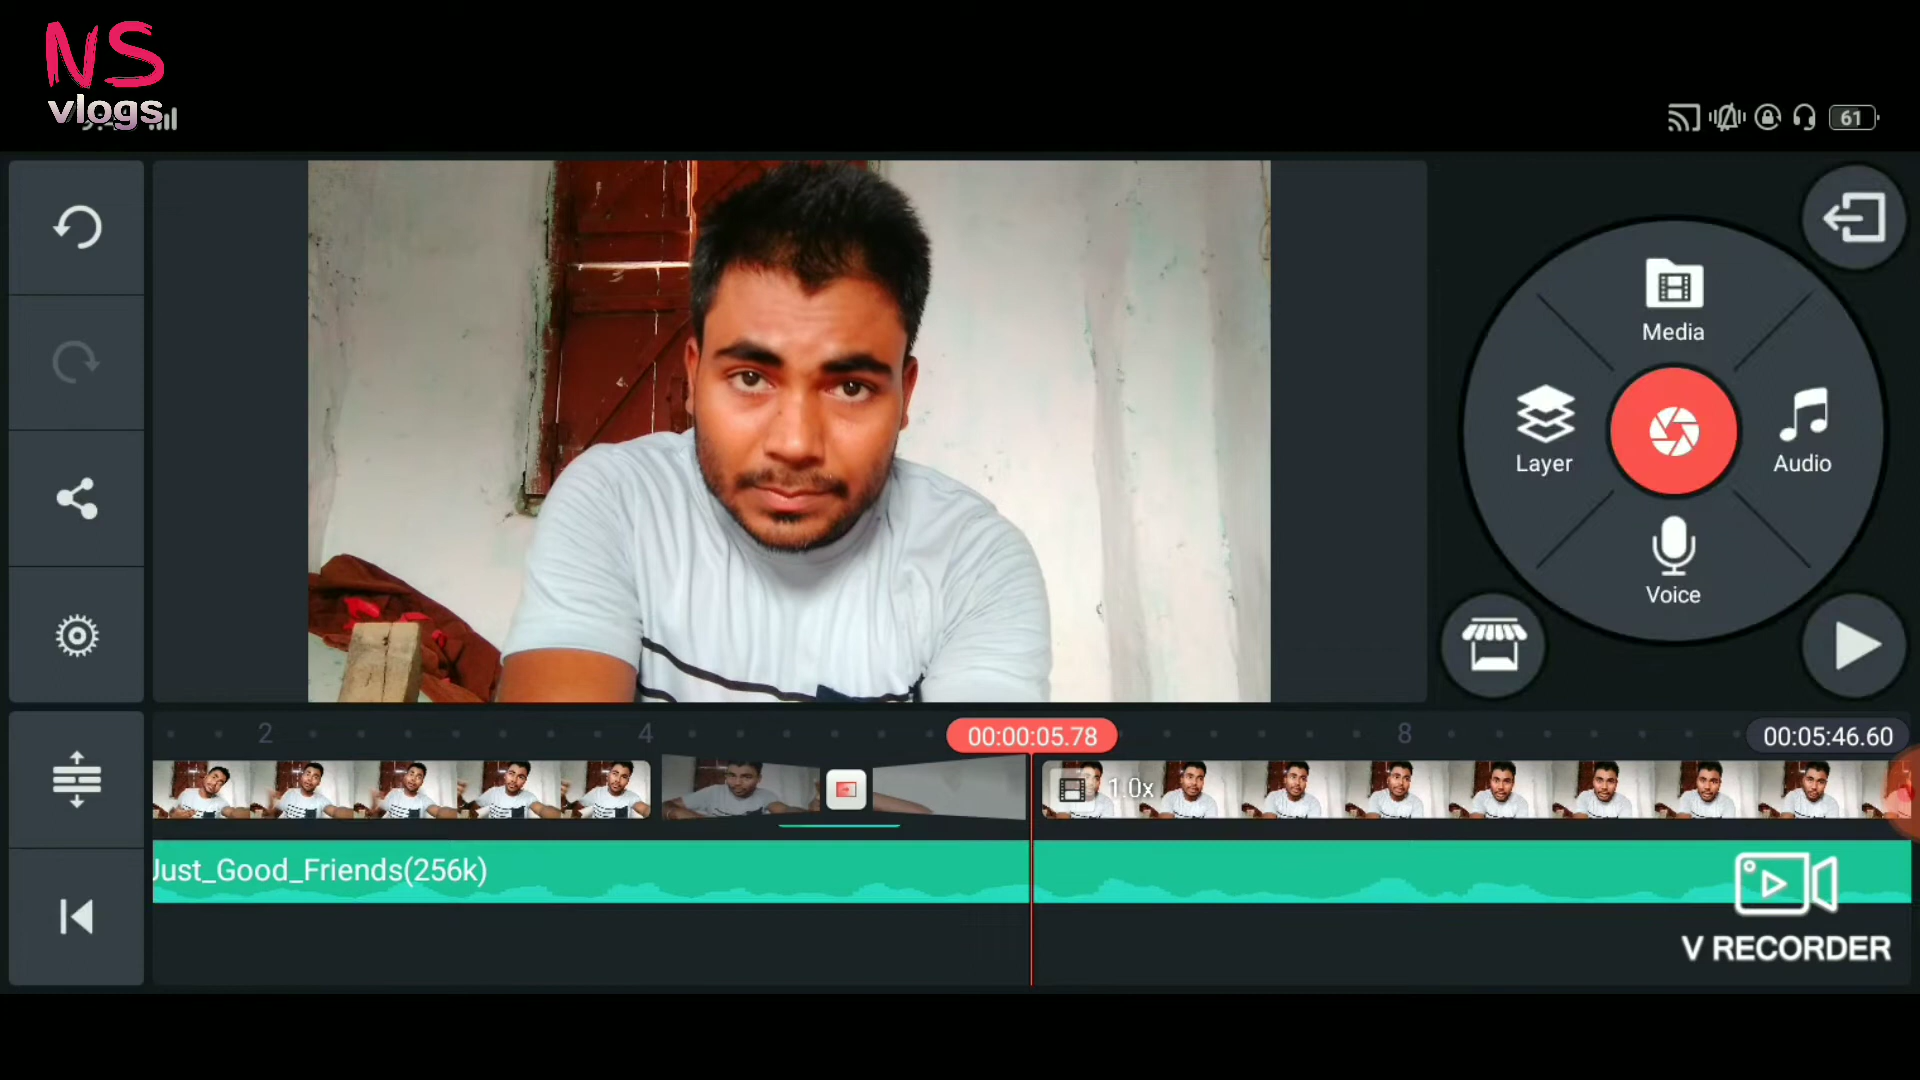 NS
vlogs
61
Media
Layer
Audio
Voice
2
4
00:00:05.78
8
00:05:46.60
1.0x
Just_Good_Friends(256k)
V RECORDER